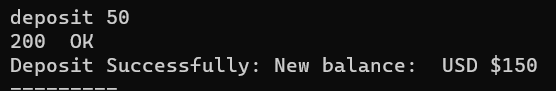 deposit 50
200  OK
Deposit Successfully: New balance:  USD $150
---------